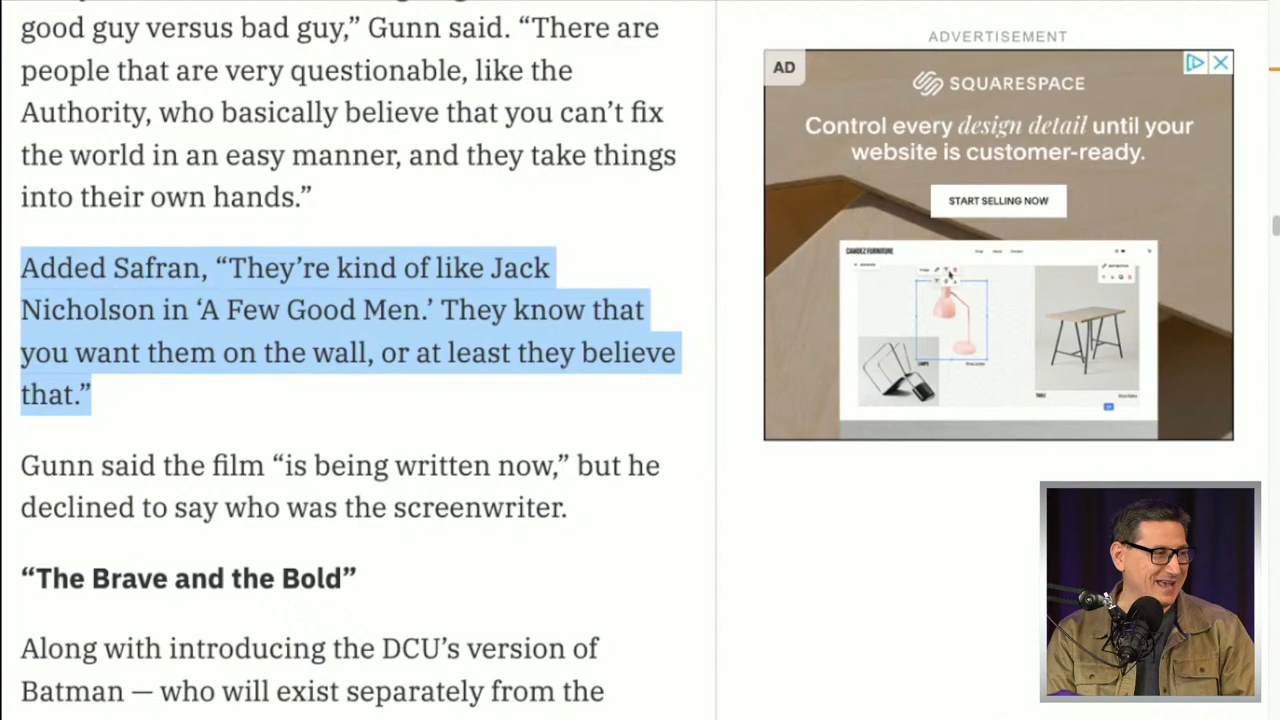 good guy versus bad guy,” Gunn said. “There are
people that are very questionable, like the
Authority, who basically believe that you can’t fix
the world in an easy manner, and they take things
into their own hands.”
Added Safran, “They’re kind of like Jack
Nicholson in ‘A Few Good Men.’ They know that
you want them on the wall, or at least they believe
that.”
Gunn said the film “is being written now,” but he
declined to say who was the screenwriter.
“The Brave and the Bold”
Along with introducing the DCU’s version of
Batman — who will exist separately from the
ADVERTISEMENT
AD
SQUARESPACE
Control every design detail until your
website is customer-ready.
START SELLING NOW
CANDEZ FURNITURE